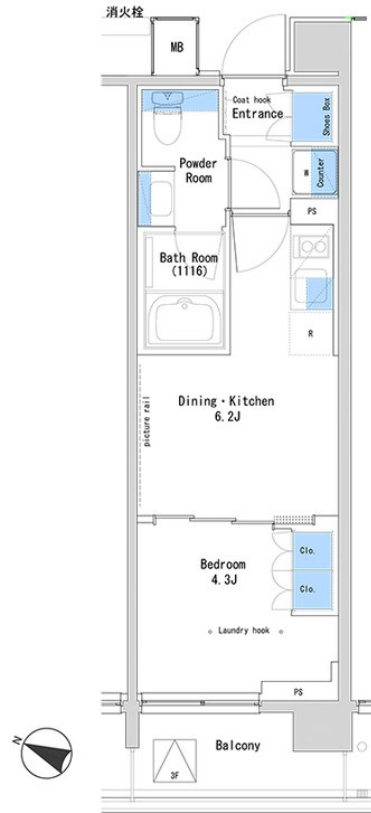 消火栓
MB
Coat hook
Entrance
Shoes Box
Powder
Room
Counter
PS
Bath Room
(1116)
R
Dining・Kitchen
6.2J
picture rail
Clo.
Bedroom
4.3J
Clo.
Laundry hook
PS
N
Balcony
3F